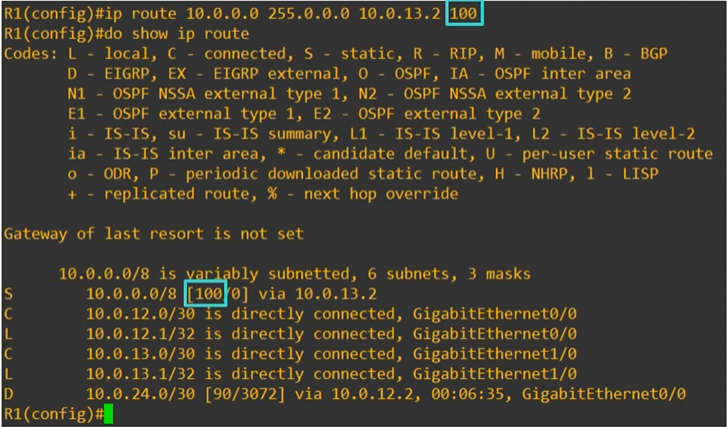 R1(config)#ip route 10.0.0.0 255.0.0.0 10.0.13.2 100
R1(config)#do show ip route
Codes: L - local, C - connected, S - static, R - RIP, M - mobile, B - BGP
D - EIGRP, EX - EIGRP external, O - OSPF, IA - OSPF inter area
N1 - OSPF NSSA external type 1, N2 - OSPF NSSA external type 2
E1 - OSPF external type 1, E2 - OSPF external type 2
i - IS-IS, su - IS-IS summary, L1 - IS-IS level-1, L2 - IS-IS level-2
ia - IS-IS inter area, * - candidate default, U - per-user static route
o - ODR, P - periodic downloaded static route, H - NHRP, l - LISP
+ - replicated route, % - next hop override
Gateway of last resort is not set
10.0.0.0/8 is variably subnetted, 6 subnets, 3 masks
S 10.0.0.0/8 [100/0] via 10.0.13.2
C 10.0.12.0/30 is directly connected, GigabitEthernet0/0
L 10.0.12.1/32 is directly connected, GigabitEthernet0/0
C 10.0.13.0/30 is directly connected, GigabitEthernet1/0
L 10.0.13.1/32 is directly connected, GigabitEthernet1/0
D 10.0.24.0/30 [90/3072] via 10.0.12.2, 00:06:35, GigabitEthernet0/0
R1(config)#